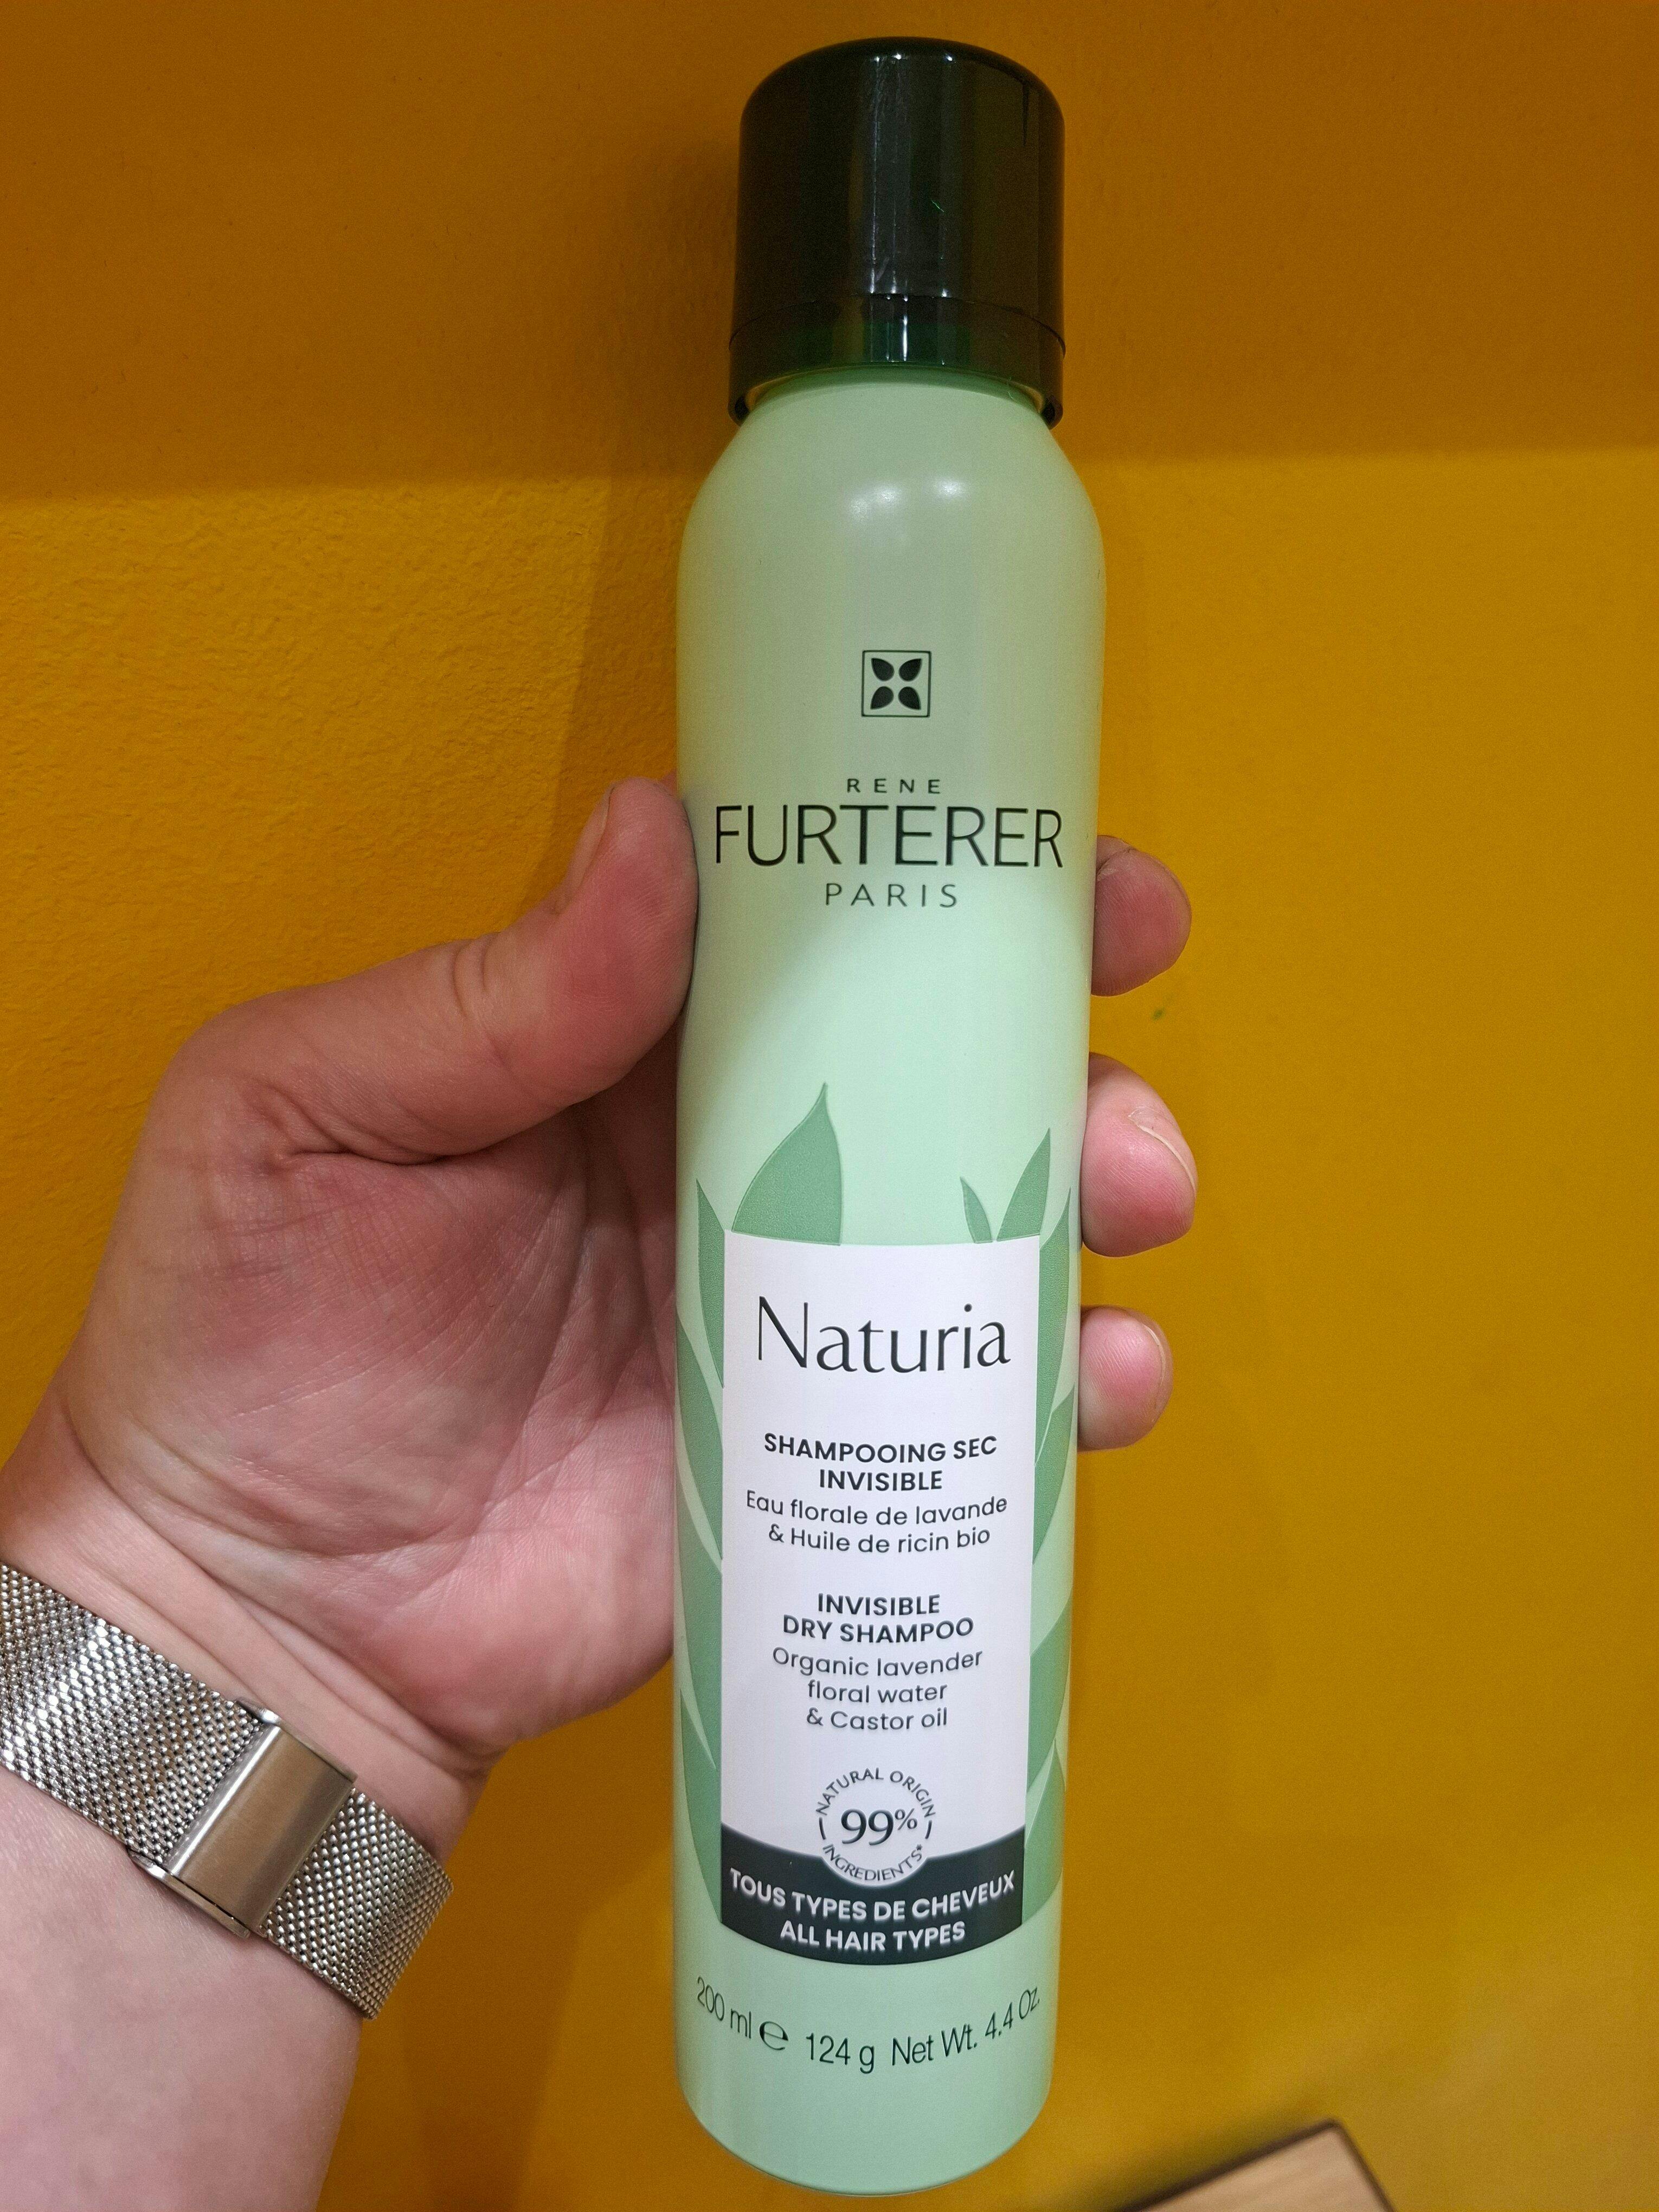 RENE
FURTERER
PARIS
Naturia
SHAMPOOING SEC
INVISIBLE
Eau florale de lavande
& Huile de ricin bio
INVISIBLE
DRY SHAMPOO
Organic lavender
floral water
& Castor oil
NATURAL ORIGIN
99%
INGREDIENTS*
TOUS TYPES DE CHEVEUX
ALL HAIR TYPES
200 ml ℮ 124 g Net Wt. 4.4 Oz.